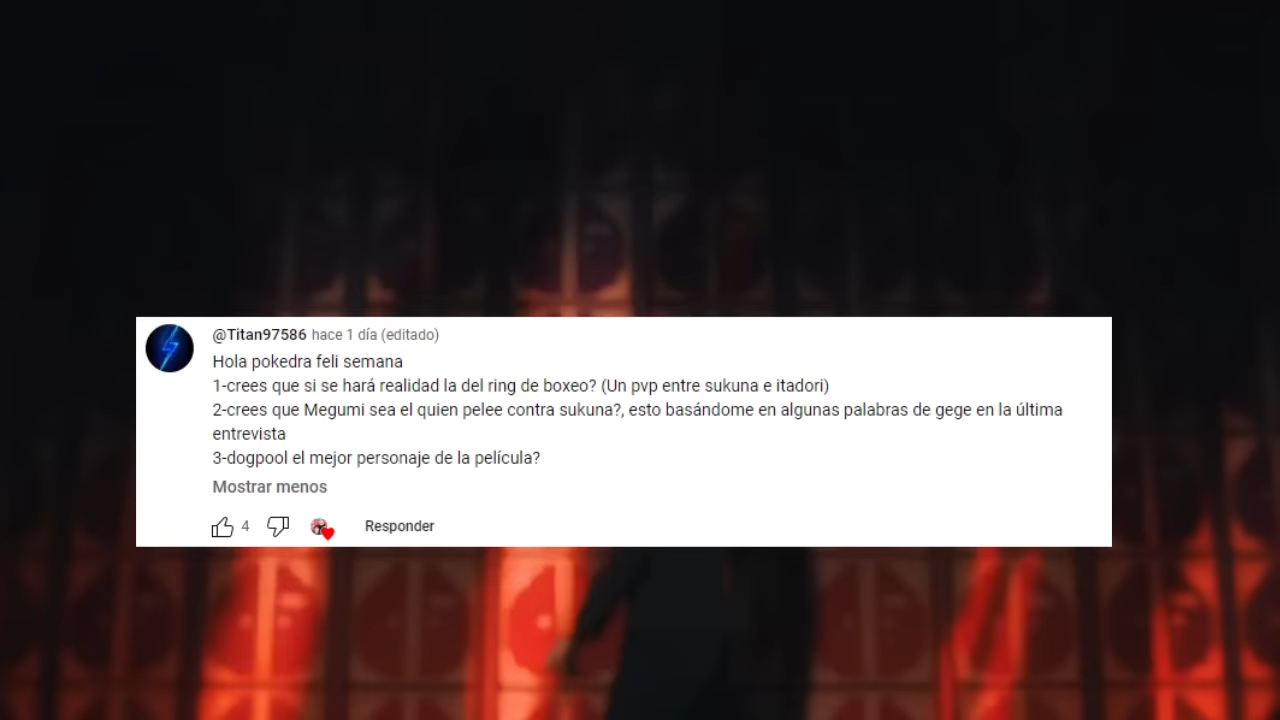 @Titan97586 hace 1 día (editado)
Hola pokedra feli semana
1-crees que si se hará realidad la del ring de boxeo? (Un pvp entre sukuna e itadori)
2-crees que Megumi sea el quien pelee contra sukuna?, esto basándome en algunas palabras de gege en la última
entrevista
3-dogpool el mejor personaje de la película?
Mostrar menos
4 Responder